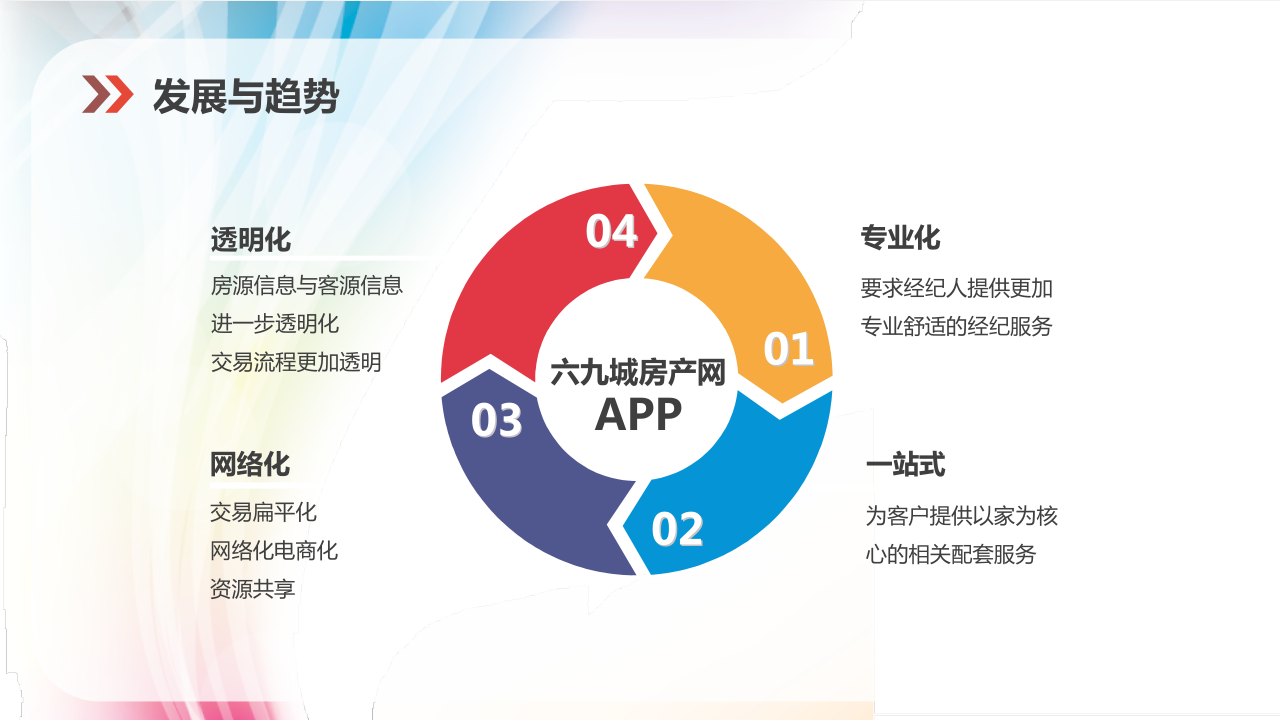 发展与趋势
透明化
房源信息与客源信息
进一步透明化
交易流程更加透明
网络化
交易扁平化
网络化电商化
资源共享
04
01
03
02
六九城房产网
APP
专业化
要求经纪人提供更加
专业舒适的经纪服务
一站式
为客户提供以家为核
心的相关配套服务